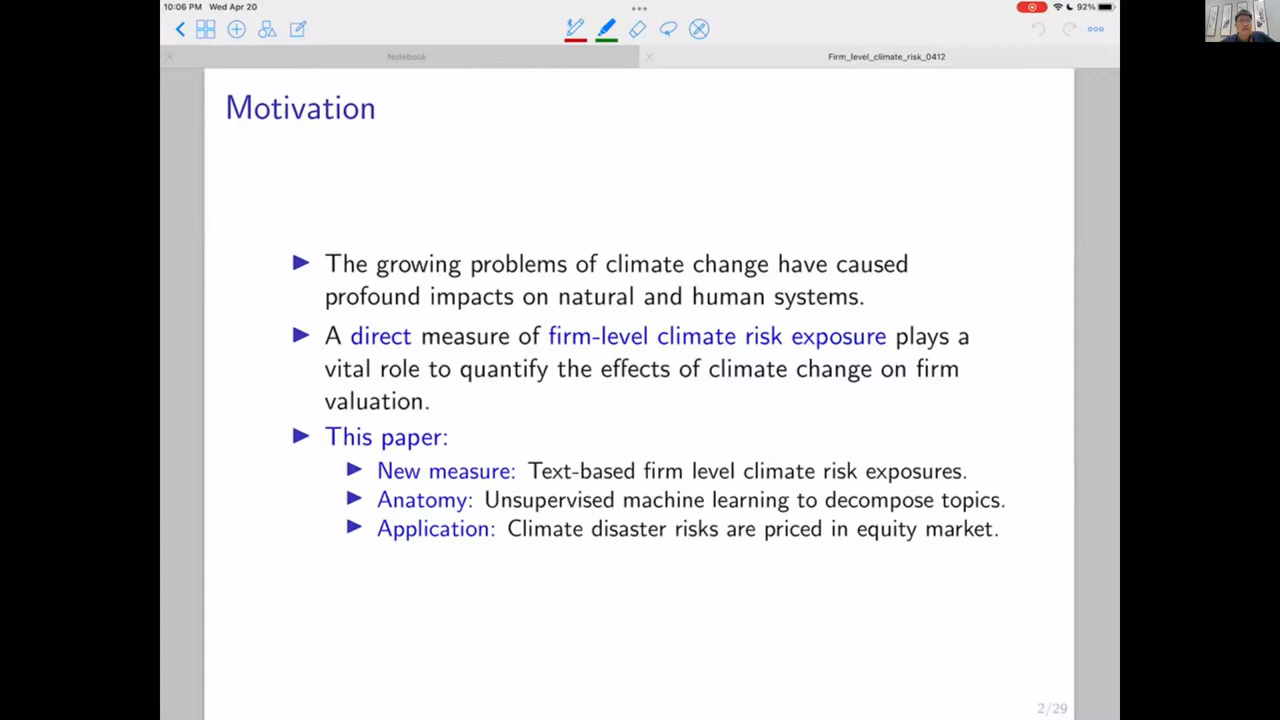 10:06 PM Wed Apr 20
92%
Notebook
Firm_level_climate_risk_0412
Motivation
The growing problems of climate change have caused
profound impacts on natural and human systems.
A direct measure of firm-level climate risk exposure plays a
vital role to quantify the effects of climate change on firm
valuation.
This paper:
New measure: Text-based firm level climate risk exposures.
Anatomy: Unsupervised machine learning to decompose topics.
Application: Climate disaster risks are priced in equity market.
2/29